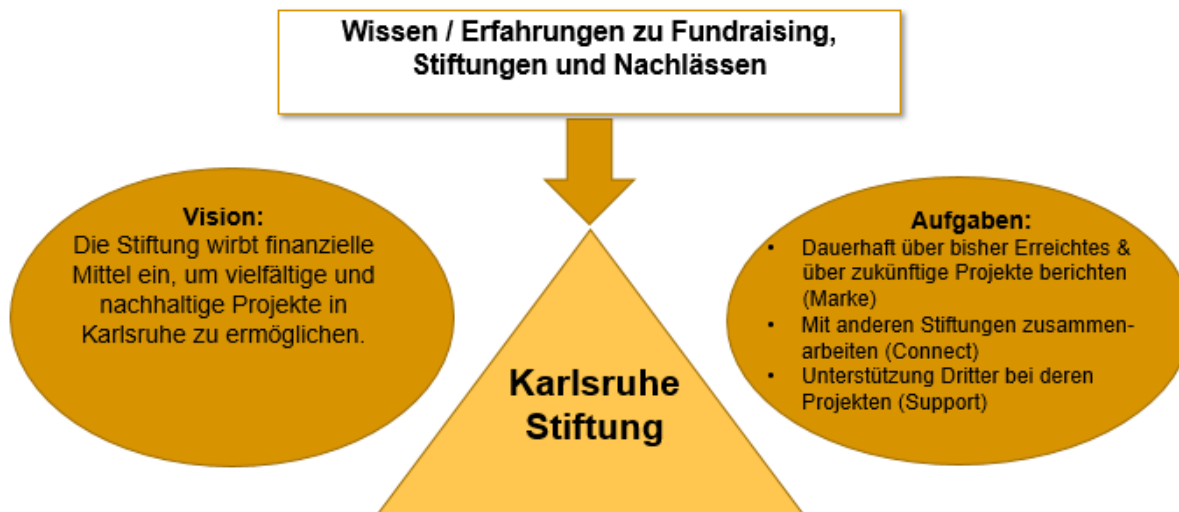 Wissen / Erfahrungen zu Fundraising,
Stiftungen und Nachlässen
Vision:
Die Stiftung wirbt finanzielle
Mittel ein, um vielfältige und
nachhaltige Projekte in
Karlsruhe zu ermöglichen.
Karlsruhe
Stiftung
Aufgaben:
• Dauerhaft über bisher Erreichtes &
über zukünftige Projekte berichten
(Marke)
• Mit anderen Stiftungen zusammen-
arbeiten (Connect)
• Unterstützung Dritter bei deren
Projekten (Support)